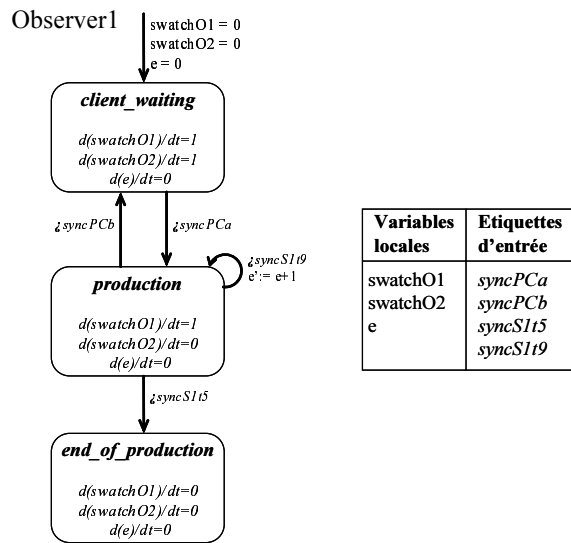 Observer1
swatchO1 = 0
swatchO2 = 0
e = 0
client_waiting
d(swatchO1)/dt=1
d(swatchO2)/dt=1
d(e)/dt=0
¿syncPCb
¿syncPCa
¿syncS1t9
e':= e+1
production
d(swatchO1)/dt=1
d(swatchO2)/dt=0
d(e)/dt=0
¿syncS1t5
end_of_production
d(swatchO1)/dt=0
d(swatchO2)/dt=0
d(e)/dt=0
Variables Etiquettes
locales d'entrée
swatchO1 syncPCa
swatchO2 syncPCb
e syncS1t5
syncS1t9